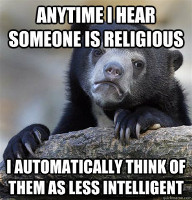 ANYTIME I HEAR
SOMEONE IS RELIGIOUS
I AUTOMATICALLY THINK OF
THEM AS LESS INTELLIGENT